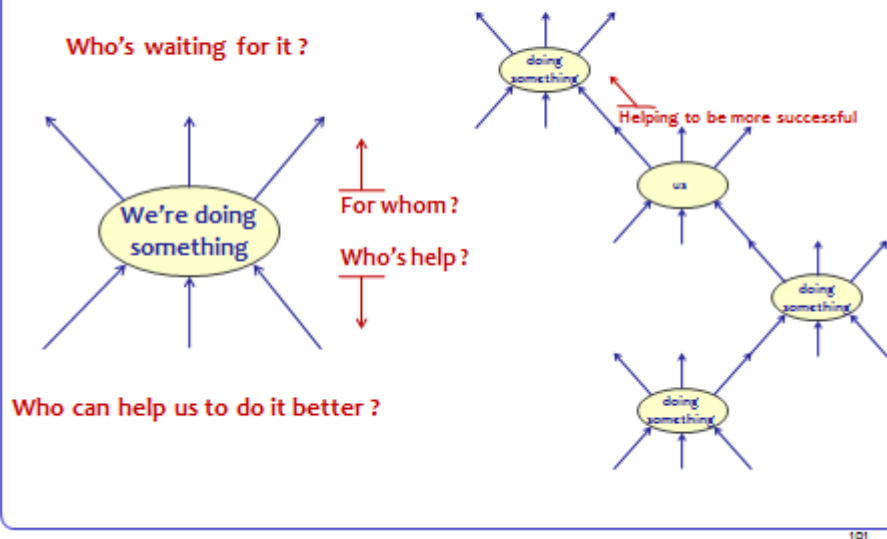 Who's waiting for it ?
We're doing
something
For whom ?
Who's help ?
Who can help us to do it better ?
doing
something
Helping to be more successful
us
doing
something
doing
something
101